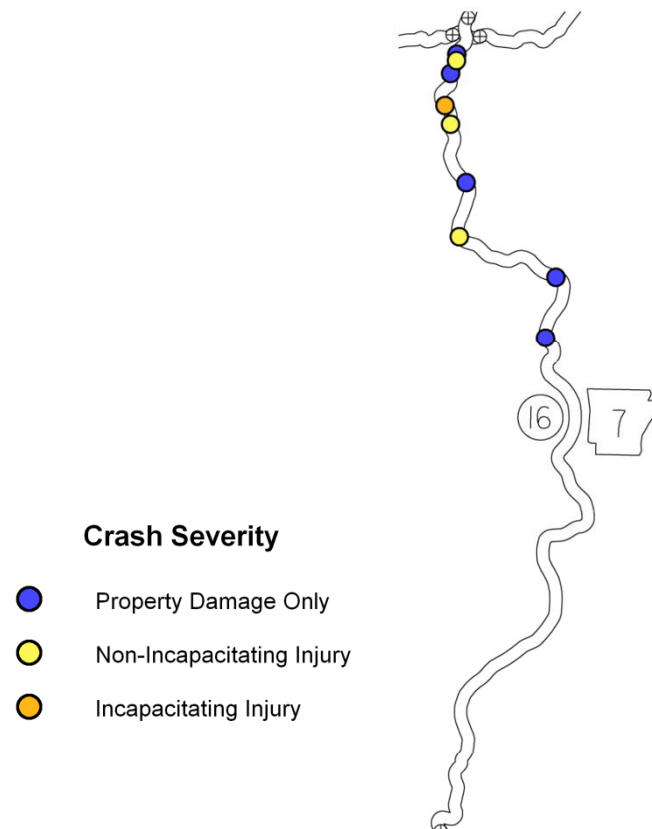 16
7
Crash Severity
Property Damage Only
Non-Incapacitating Injury
Incapacitating Injury